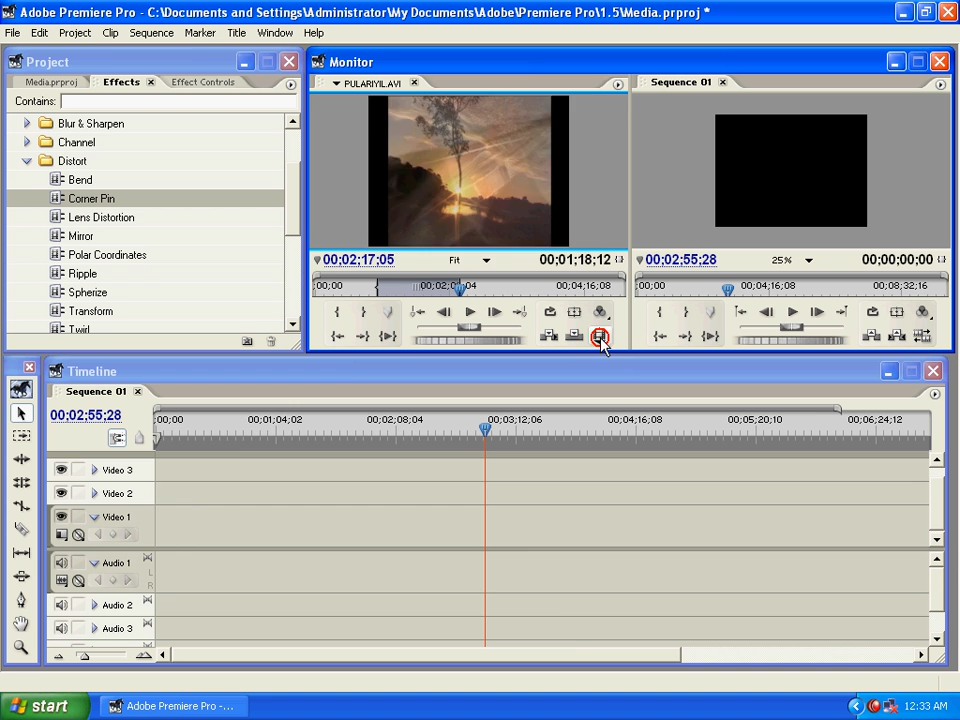 Adobe Premiere Pro - C:\Documents and Settings\Administrator\My Documents\Adobe\Premiere Pro\1.5\Media.prproj *
File Edit Project Clip Sequence Marker Title Window Help
Project
Media.prproj Effects Effect Controls
Contains:
Blur & Sharpen
Channel
Distort
Bend
Corner Pin
Lens Distortion
Mirror
Polar Coordinates
Ripple
Spherize
Transform
Twirl
Monitor
PULARIYIL.AVI
00;02;17;05 Fit 00;01;18;12
;00;00 00;04;16;08
Sequence 01
00;02;55;28 25% 00;00;00;00
;00;00 00;04;16;08 00;08;32;16
Timeline
Sequence 01
00;02;55;28
;00;00 00;01;04;02 00;02;08;04 00;03;12;06 00;04;16;08 00;05;20;10 00;06;24;12
Video 3
Video 2
Video 1
Audio 1
L
R
Audio 2
Audio 3
start Adobe Premiere Pro -... 12:33 AM